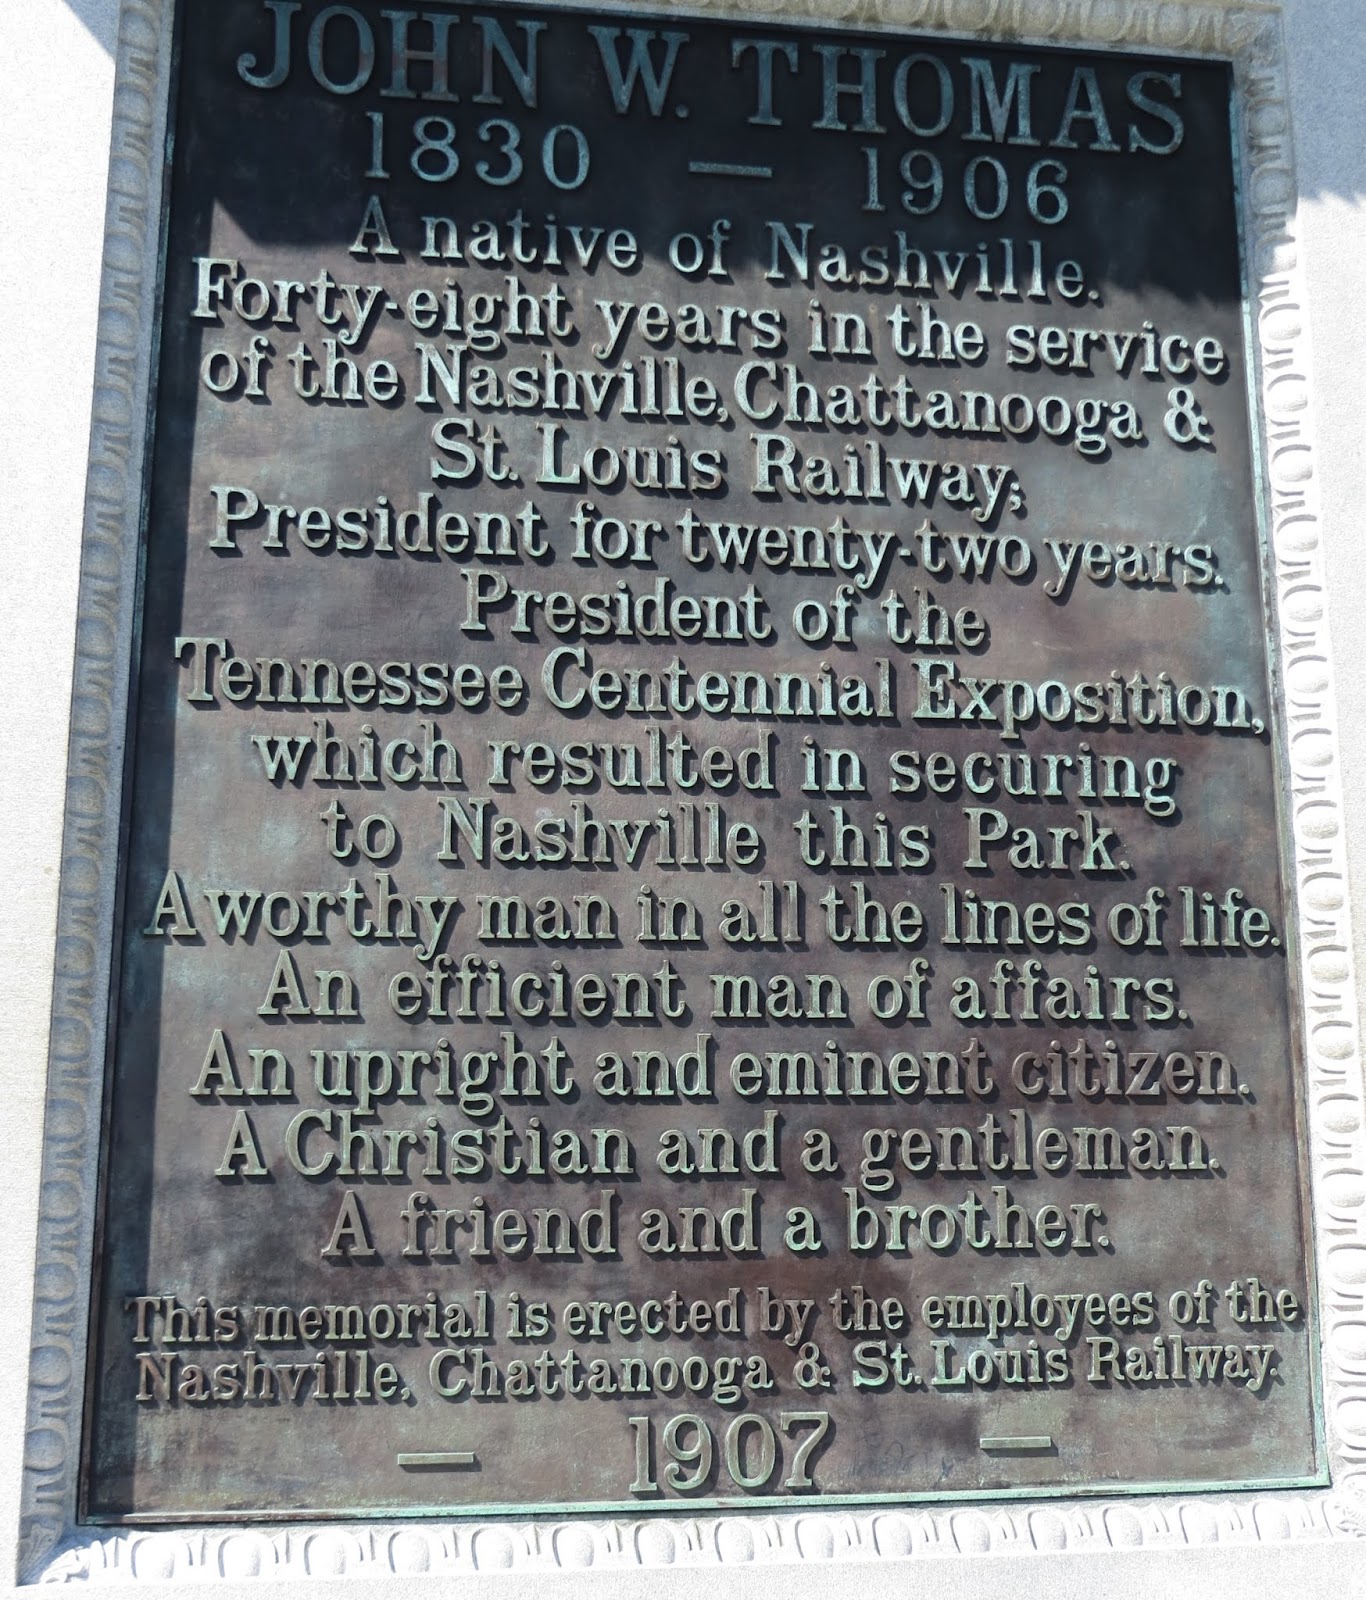 JOHN W. THOMAS
1830 — 1906
A native of Nashville.
Forty-eight years in the service
of the Nashville, Chattanooga &
St. Louis Railway;
President for twenty-two years.
President of the
Tennessee Centennial Exposition,
which resulted in securing
to Nashville this Park.
A worthy man in all the lines of life.
An efficient man of affairs.
An upright and eminent citizen.
A Christian and a gentleman.
A friend and a brother.
This memorial is erected by the employees of the
Nashville, Chattanooga & St. Louis Railway.
— 1907 —